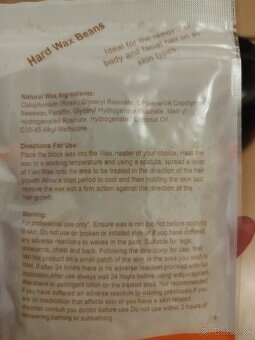 Hard Wax Beans
Ideal for the removal of
body and facial hair on all
skin types.
Natural Wax Ingredients:
Colophonium (Rosin), Glyceryl Rosinate, Ethylene/VA Copolymer
Beeswax Paraffin, Glyceryl Hydrogenated Rosinate, Methyl
Hydrogenated Rosinate, Hydrogenated Coconut Oil,
C30-45 Alkyl Methicone
Directions For Use:
Place the block wax into the Wax Heater of your choice. Heat the
wax to a working temperature and using a spatula, spread a layer
of Film Wax onto the area to be treated in the direction of the hair
growth. Allow a short period to cool and then holding the skin taut,
remove the wax with a firm action against the direction of the
hair growth.
Warning:
"For professional use only". Ensure wax is not too hot before applying
to skin. Do not use on broken or irritated skin or if you have suffered
any adverse reactions to waxes in the past. Suitable for legs,
underarms, chest and back. Following the directions for use, first
test this product on a small patch of the skin in the area you wish to
treat. If after 24 hours there is no adverse reaction proceed with full
application. Always wait 24 hours before using antiperspirant,
aftershave or astringent lotion on the treated area. Not recommended
if you have suffered an adverse reaction to waxing previously. If you
are on medication that affects skin or you have a skin related
disorder consult you doctor before use. Do not use within 2 hours of
showering, bathing or sunbathing.